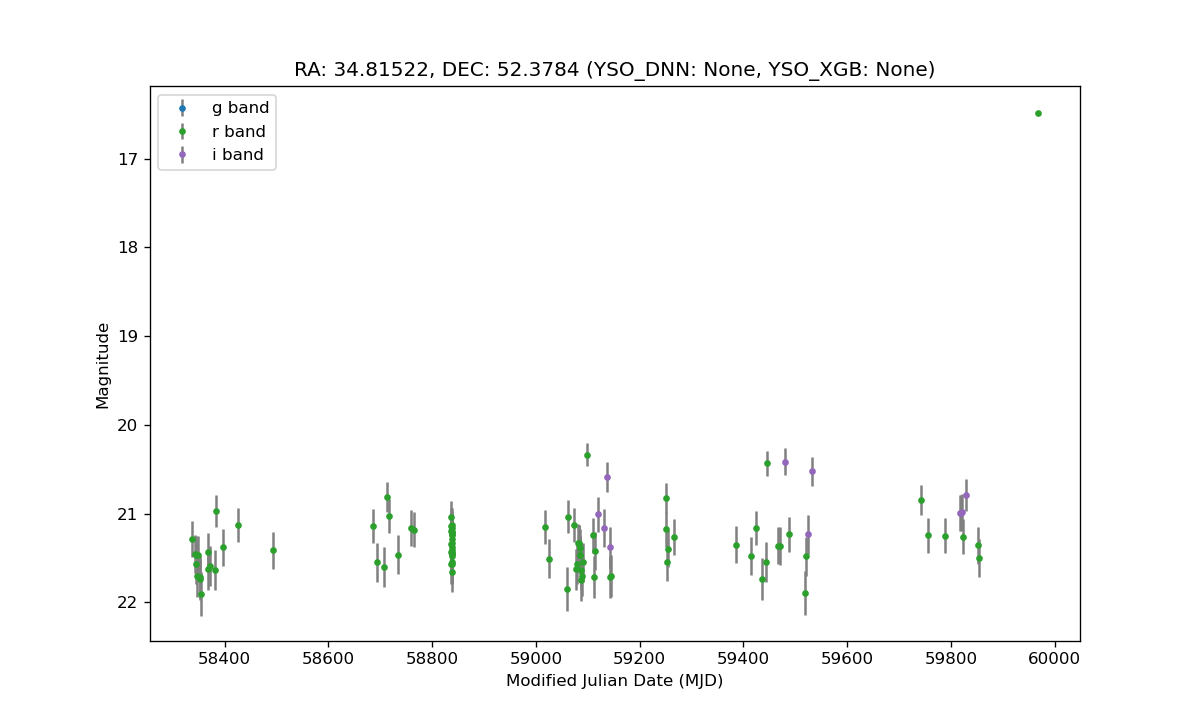 RA: 34.81522, DEC: 52.3784 (YSO_DNN: None, YSO_XGB: None)
g band
r band
i band
17
18
19
20
21
22
Magnitude
58400 58600 58800 59000 59200 59400 59600 59800 60000
Modified Julian Date (MJD)